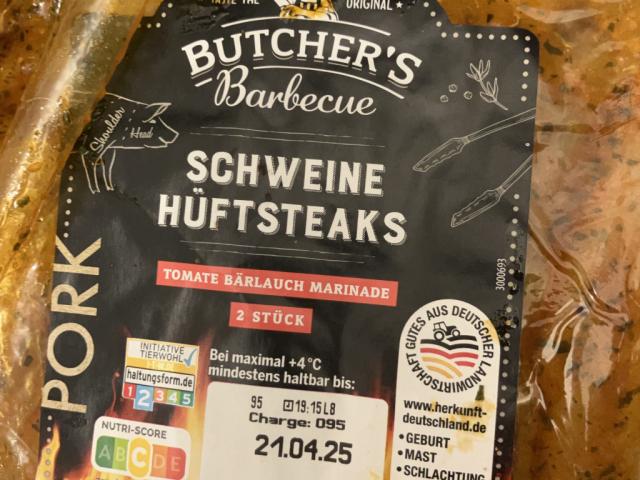 TASTE THE ORIGINAL
BUTCHER'S
Barbecue
Shoulder
Head
SCHWEINE
HÜFTSTEAKS
TOMATE BÄRLAUCH MARINADE
2 STÜCK
PORK
3000693
GUTES AUS DEUTSCHER LANDWIRTSCHAFT
INITIATIVE
TIERWOHL
haltungsform.de
1 2 3 4 5
Bei maximal +4°C
mindestens haltbar bis:
95 19:15 L8
Charge: 095
21.04.25
NUTRI-SCORE
A B C D E
www.herkunft-
deutschland.de
• GEBURT
• MAST
• SCHLACHTUNG